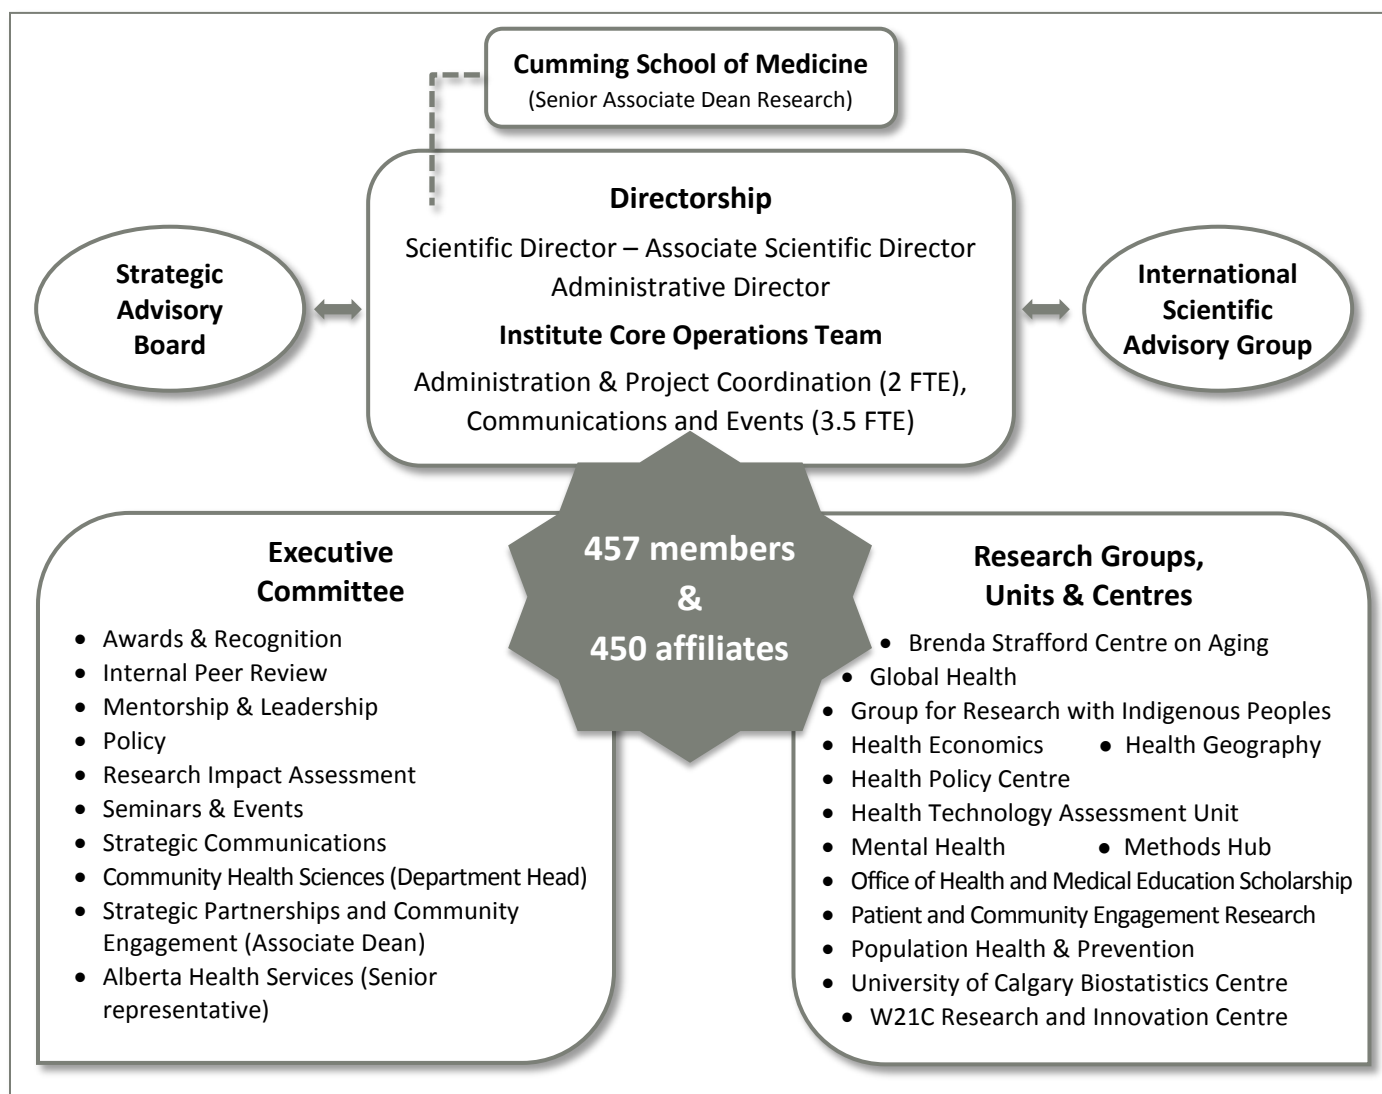 Cumming School of Medicine
(Senior Associate Dean Research)
Directorship
Scientific Director – Associate Scientific Director
Administrative Director
Institute Core Operations Team
Administration & Project Coordination (2 FTE),
Communications and Events (3.5 FTE)
Strategic
Advisory
Board
International
Scientific
Advisory Group
457 members
&
450 affiliates
Executive
Committee
• Awards & Recognition
• Internal Peer Review
• Mentorship & Leadership
• Policy
• Research Impact Assessment
• Seminars & Events
• Strategic Communications
• Community Health Sciences (Department Head)
• Strategic Partnerships and Community
Engagement (Associate Dean)
• Alberta Health Services (Senior
representative)
Research Groups,
Units & Centres
• Brenda Strafford Centre on Aging
• Global Health
• Group for Research with Indigenous Peoples
• Health Economics • Health Geography
• Health Policy Centre
• Health Technology Assessment Unit
• Mental Health • Methods Hub
• Office of Health and Medical Education Scholarship
• Patient and Community Engagement Research
• Population Health & Prevention
• University of Calgary Biostatistics Centre
• W21C Research and Innovation Centre